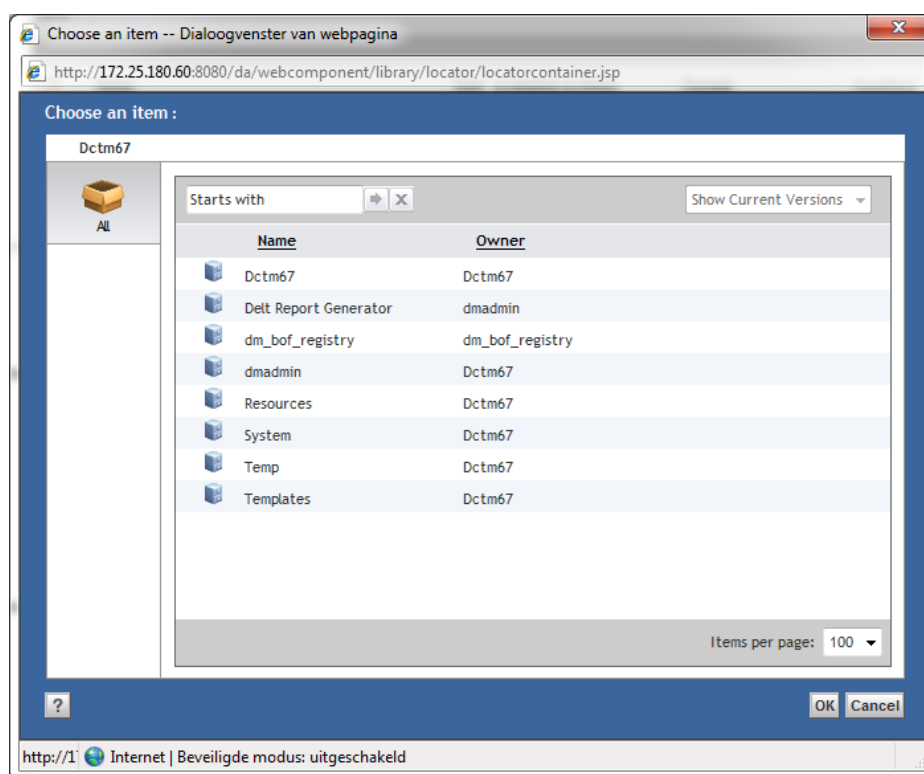 Choose an item -- Dialoogvenster van webpagina
http://172.25.180.60:8080/da/webcomponent/library/locator/locatorcontainer.jsp
Choose an item :
Dctm67
All
Starts with
Show Current Versions
Name Owner
Dctm67 Dctm67
Delt Report Generator dmadmin
dm_bof_registry dm_bof_registry
dmadmin Dctm67
Resources Dctm67
System Dctm67
Temp Dctm67
Templates Dctm67
Items per page: 100
? OK Cancel
http://1 Internet | Beveiligde modus: uitgeschakeld